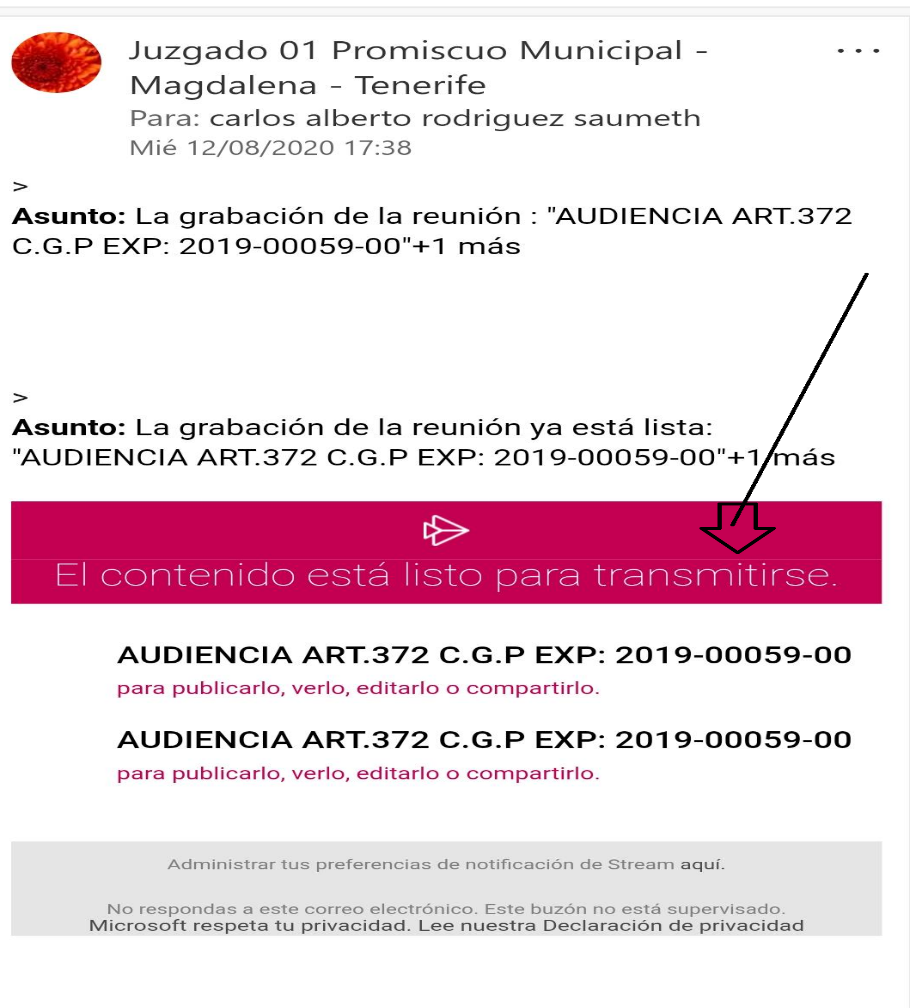 Juzgado 01 Promiscuo Municipal -
Magdalena - Tenerife
Para: carlos alberto rodriguez saumeth
Mié 12/08/2020 17:38
>
Asunto: La grabación de la reunión : "AUDIENCIA ART.372
C.G.P EXP: 2019-00059-00"+1 más
>
Asunto: La grabación de la reunión ya está lista:
"AUDIENCIA ART.372 C.G.P EXP: 2019-00059-00"+1 más
El contenido está listo para transmitirse.
AUDIENCIA ART.372 C.G.P EXP: 2019-00059-00
para publicarlo, verlo, editarlo o compartirlo.
AUDIENCIA ART.372 C.G.P EXP: 2019-00059-00
para publicarlo, verlo, editarlo o compartirlo.
Administrar tus preferencias de notificación de Stream aquí.
No respondas a este correo electrónico. Este buzón no está supervisado.
Microsoft respeta tu privacidad. Lee nuestra Declaración de privacidad